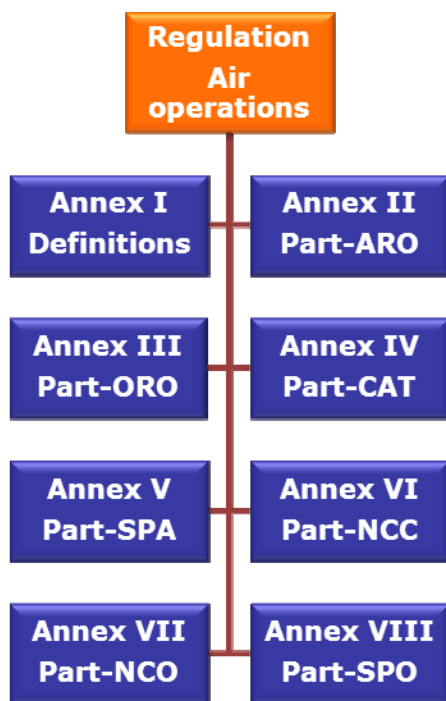 Regulation
Air
operations
Annex I
Definitions
Annex II
Part-ARO
Annex III
Part-ORO
Annex IV
Part-CAT
Annex V
Part-SPA
Annex VI
Part-NCC
Annex VII
Part-NCO
Annex VIII
Part-SPO